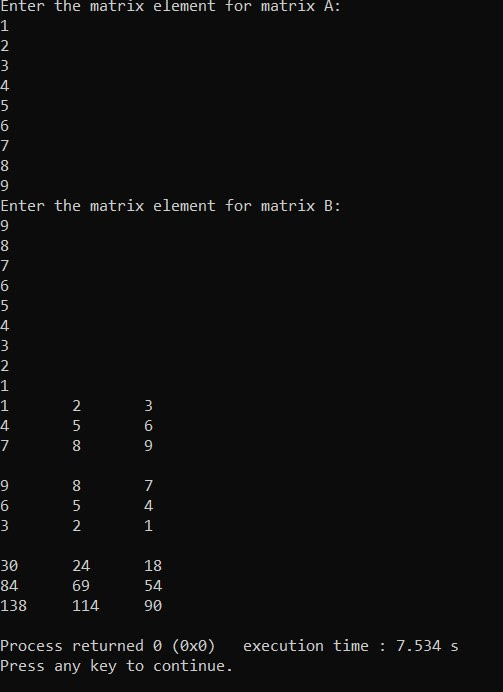 Enter the matrix element for matrix A:
1
2
3
4
5
6
7
8
9
Enter the matrix element for matrix B:
9
8
7
6
5
4
3
2
1
1 2 3
4 5 6
7 8 9
9 8 7
6 5 4
3 2 1
30 24 18
84 69 54
138 114 90
Process returned 0 (0x0) execution time : 7.534 s
Press any key to continue.